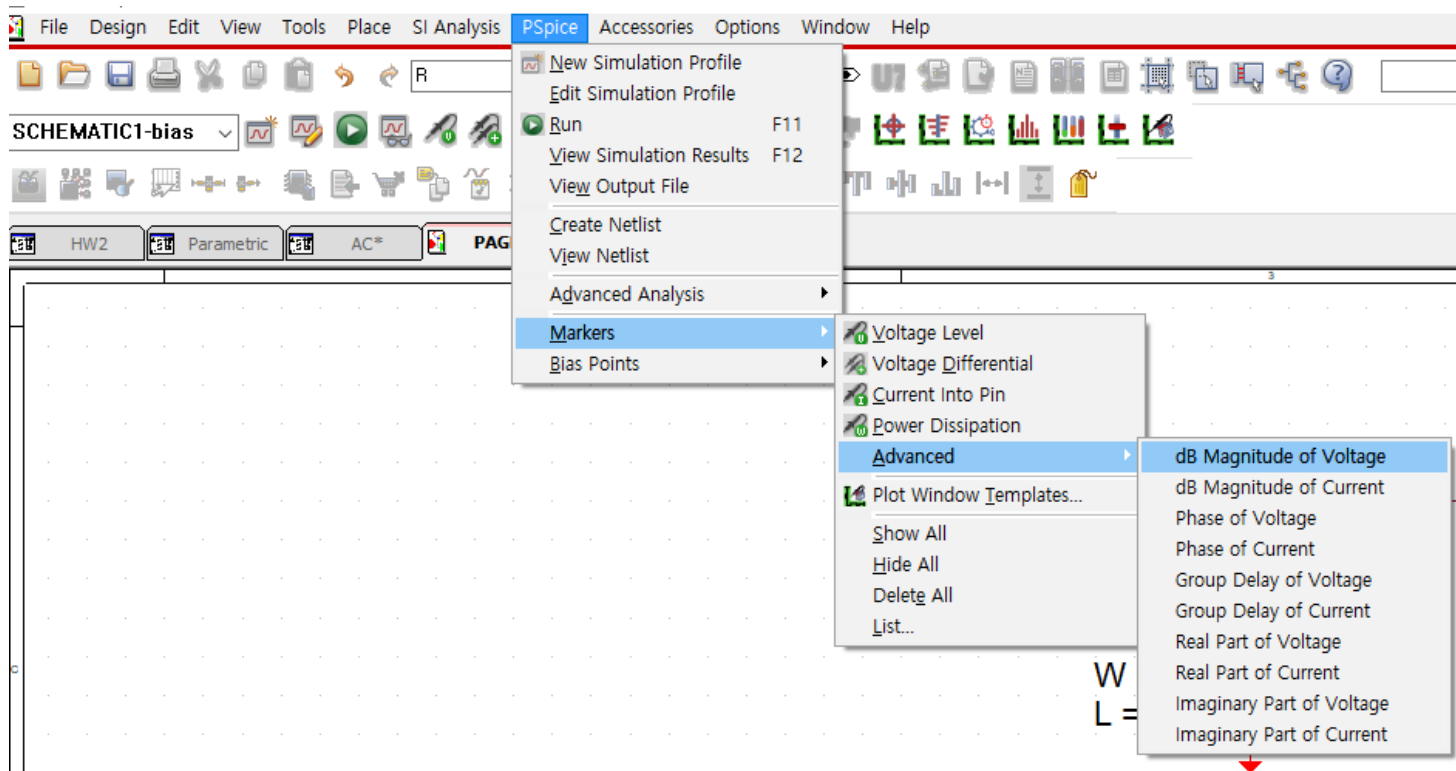 File Design Edit View Tools Place SI Analysis PSpice Accessories Options Window Help
R
SCHEMATIC1-bias
New Simulation Profile
Edit Simulation Profile
Run F11
View Simulation Results F12
View Output File
Create Netlist
View Netlist
Advanced Analysis
Markers
Bias Points
HW2 Parametric AC* PAG
3
Voltage Level
Voltage Differential
Current Into Pin
Power Dissipation
Advanced
Plot Window Templates...
Show All
Hide All
Delete All
List...
dB Magnitude of Voltage
dB Magnitude of Current
Phase of Voltage
Phase of Current
Group Delay of Voltage
Group Delay of Current
Real Part of Voltage
Real Part of Current
Imaginary Part of Voltage
Imaginary Part of Current
C
W
L =